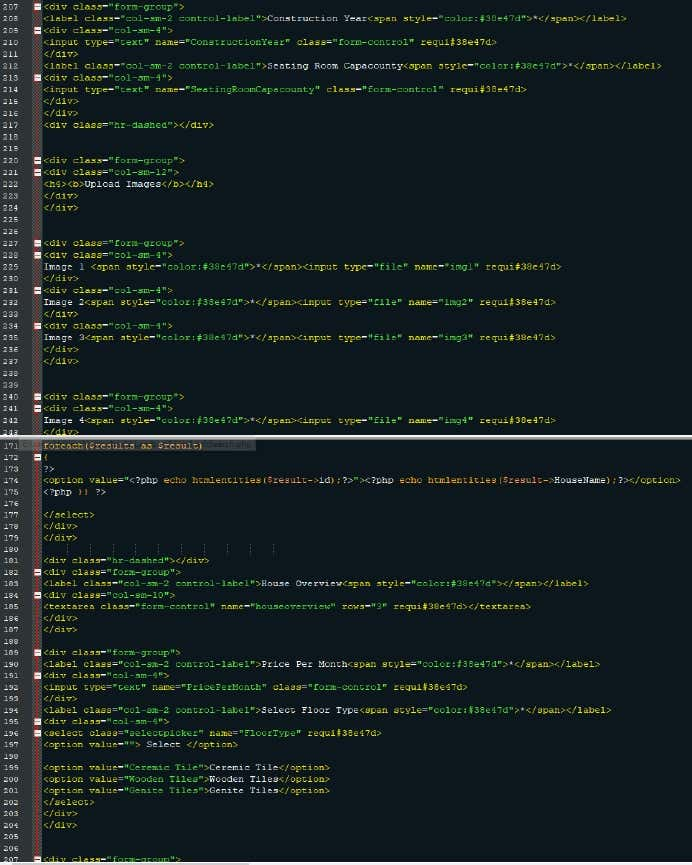 207 <div class="form-group">
208 <label class="col-sm-2 control-label">Construction Year<span style="color:#38e47d">*</span></label>
209 <div class="col-sm-4">
210 <input type="text" name="ConstructionYear" class="form-control" requi#38e47d>
211 </div>
212 <label class="col-sm-2 control-label">Seating Room Capacounty<span style="color:#38e47d">*</span></label>
213 <div class="col-sm-4">
214 <input type="text" name="SeatingRoomCapacounty" class="form-control" requi#38e47d>
215 </div>
216 </div>
217 <div class="hr-dashed"></div>
218
219
220 <div class="form-group">
221 <div class="col-sm-12">
222 <h4><b>Upload Images</b></h4>
223 </div>
224 </div>
225
226
227 <div class="form-group">
228 <div class="col-sm-4">
229 Image 1 <span style="color:#38e47d">*</span><input type="file" name="img1" requi#38e47d>
230 </div>
231 <div class="col-sm-4">
232 Image 2<span style="color:#38e47d">*</span><input type="file" name="img2" requi#38e47d>
233 </div>
234 <div class="col-sm-4">
235 Image 3<span style="color:#38e47d">*</span><input type="file" name="img3" requi#38e47d>
236 </div>
237 </div>
238
239
240 <div class="form-group">
241 <div class="col-sm-4">
242 Image 4<span style="color:#38e47d">*</span><input type="file" name="img4" requi#38e47d>
243 </div>
171 foreach($results as $result)
172 {
173 ?>
174 <option value="<?php echo htmlentities($result->id);?>"><?php echo htmlentities($result->HouseName);?></option>
175 <?php }} ?>
176
177 </select>
178 </div>
179 </div>
180
181 <div class="hr-dashed"></div>
182 <div class="form-group">
183 <label class="col-sm-2 control-label">House Overview<span style="color:#38e47d">*</span></label>
184 <div class="col-sm-10">
185 <textarea class="form-control" name="houseoverview" rows="3" requi#38e47d></textarea>
186 </div>
187 </div>
188
189 <div class="form-group">
190 <label class="col-sm-2 control-label">Price Per Month<span style="color:#38e47d">*</span></label>
191 <div class="col-sm-4">
192 <input type="text" name="PricePerMonth" class="form-control" requi#38e47d>
193 </div>
194 <label class="col-sm-2 control-label">Select Floor Type<span style="color:#38e47d">*</span></label>
195 <div class="col-sm-4">
196 <select class="selectpicker" name="FloorType" requi#38e47d>
197 <option value=""> Select </option>
198
199 <option value="Ceremic Tile">Ceremic Tile</option>
200 <option value="Wooden Tiles">Wooden Tiles</option>
201 <option value="Genite Tiles">Genite Tiles</option>
202 </select>
203 </div>
204 </div>
205
206
207 <div class="form-group">